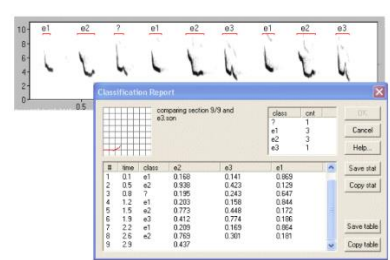 10 e1 e2 ? e1 e2 e3 e1 e2 e3
8
6
4
2
0
0.5
Classification Report
comparing section 9/9 and
e3.son
class cnt
? 1
e1 3
e2 3
e3 1
OK
Cancel
Help...
Save stat
Copy stat
Save table
Copy table
# time class e2 e3 e1
1 0.1 e1 0.168 0.141 0.869
2 0.5 e2 0.938 0.423 0.129
3 0.8 ? 0.195 0.243 0.647
4 1.2 e1 0.203 0.158 0.844
5 1.5 e2 0.773 0.448 0.172
6 1.9 e3 0.412 0.774 0.186
7 2.2 e1 0.209 0.169 0.864
8 2.6 e2 0.769 0.381 0.181
9 2.9 0.437